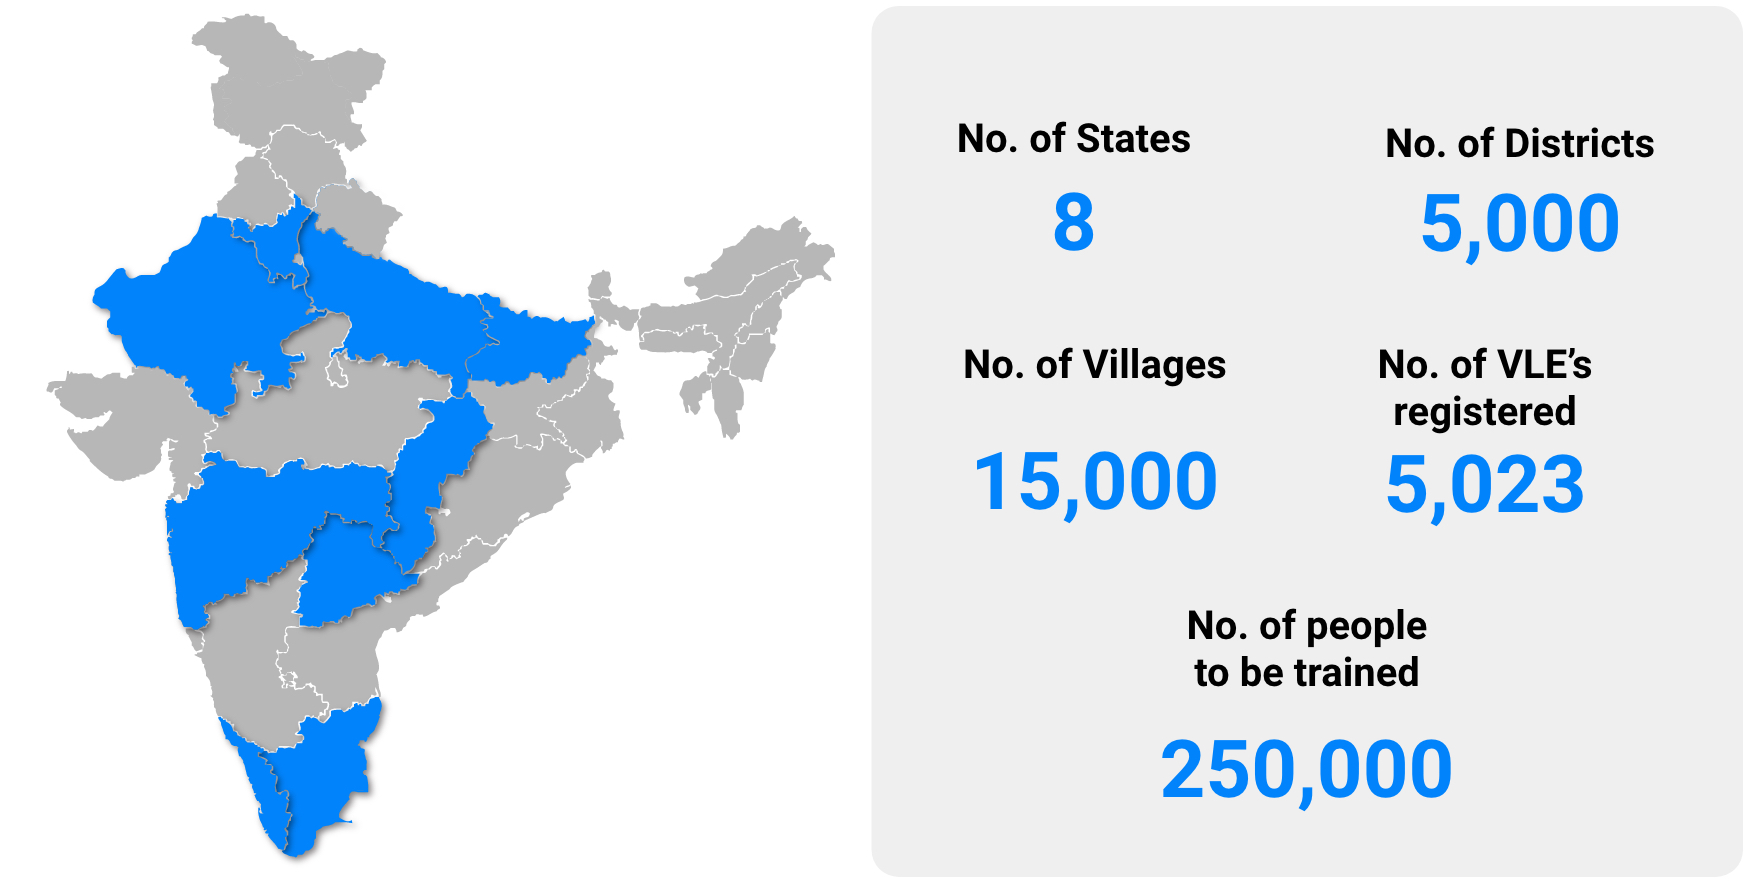 No. of States
8
No. of Districts
5,000
No. of Villages
15,000
No. of VLE’s
registered
5,023
No. of people
to be trained
250,000